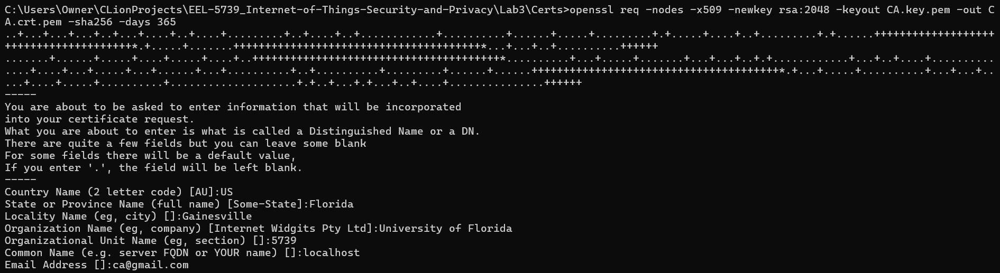 C:\Users\Owner\CLionProjects\EEL-5739_Internet-of-Things-Security-and-Privacy\Lab3\Certs>openssl req -nodes -x509 -newkey rsa:2048 -keyout CA.key.pem -out C
A.crt.pem -sha256 -days 365
..+...+...+...+..+...+....+..+....+.........+..+....+..+............+..........+......+.....+.........+.+.....+....+..+.........+.+......+++++++++++++++++++
++++++++++++++++++++*.+.....+.......+++++++++++++++++++++++++++++++++++++++*...+...+..+..........++++++
.......+......+.....+....+.....+....+..+++++++++++++++++++++++++++++++++++++++*..........+...+.....+.......+...+...+..+.+............+...+..+....+..........
....+....+...+.....+...+......+...+..........+..+..........+.........+......+......+++++++++++++++++++++++++++++++++++++++*.+...+.....+..........+...+...+..
...+....+.....+..........+....................+.+..+...+.+...+..+....+...............++++++
-----
You are about to be asked to enter information that will be incorporated
into your certificate request.
What you are about to enter is what is called a Distinguished Name or a DN.
There are quite a few fields but you can leave some blank
For some fields there will be a default value,
If you enter '.', the field will be left blank.
-----
Country Name (2 letter code) [AU]:US
State or Province Name (full name) [Some-State]:Florida
Locality Name (eg, city) []:Gainesville
Organization Name (eg, company) [Internet Widgits Pty Ltd]:University of Florida
Organizational Unit Name (eg, section) []:5739
Common Name (e.g. server FQDN or YOUR name) []:localhost
Email Address []:ca@gmail.com